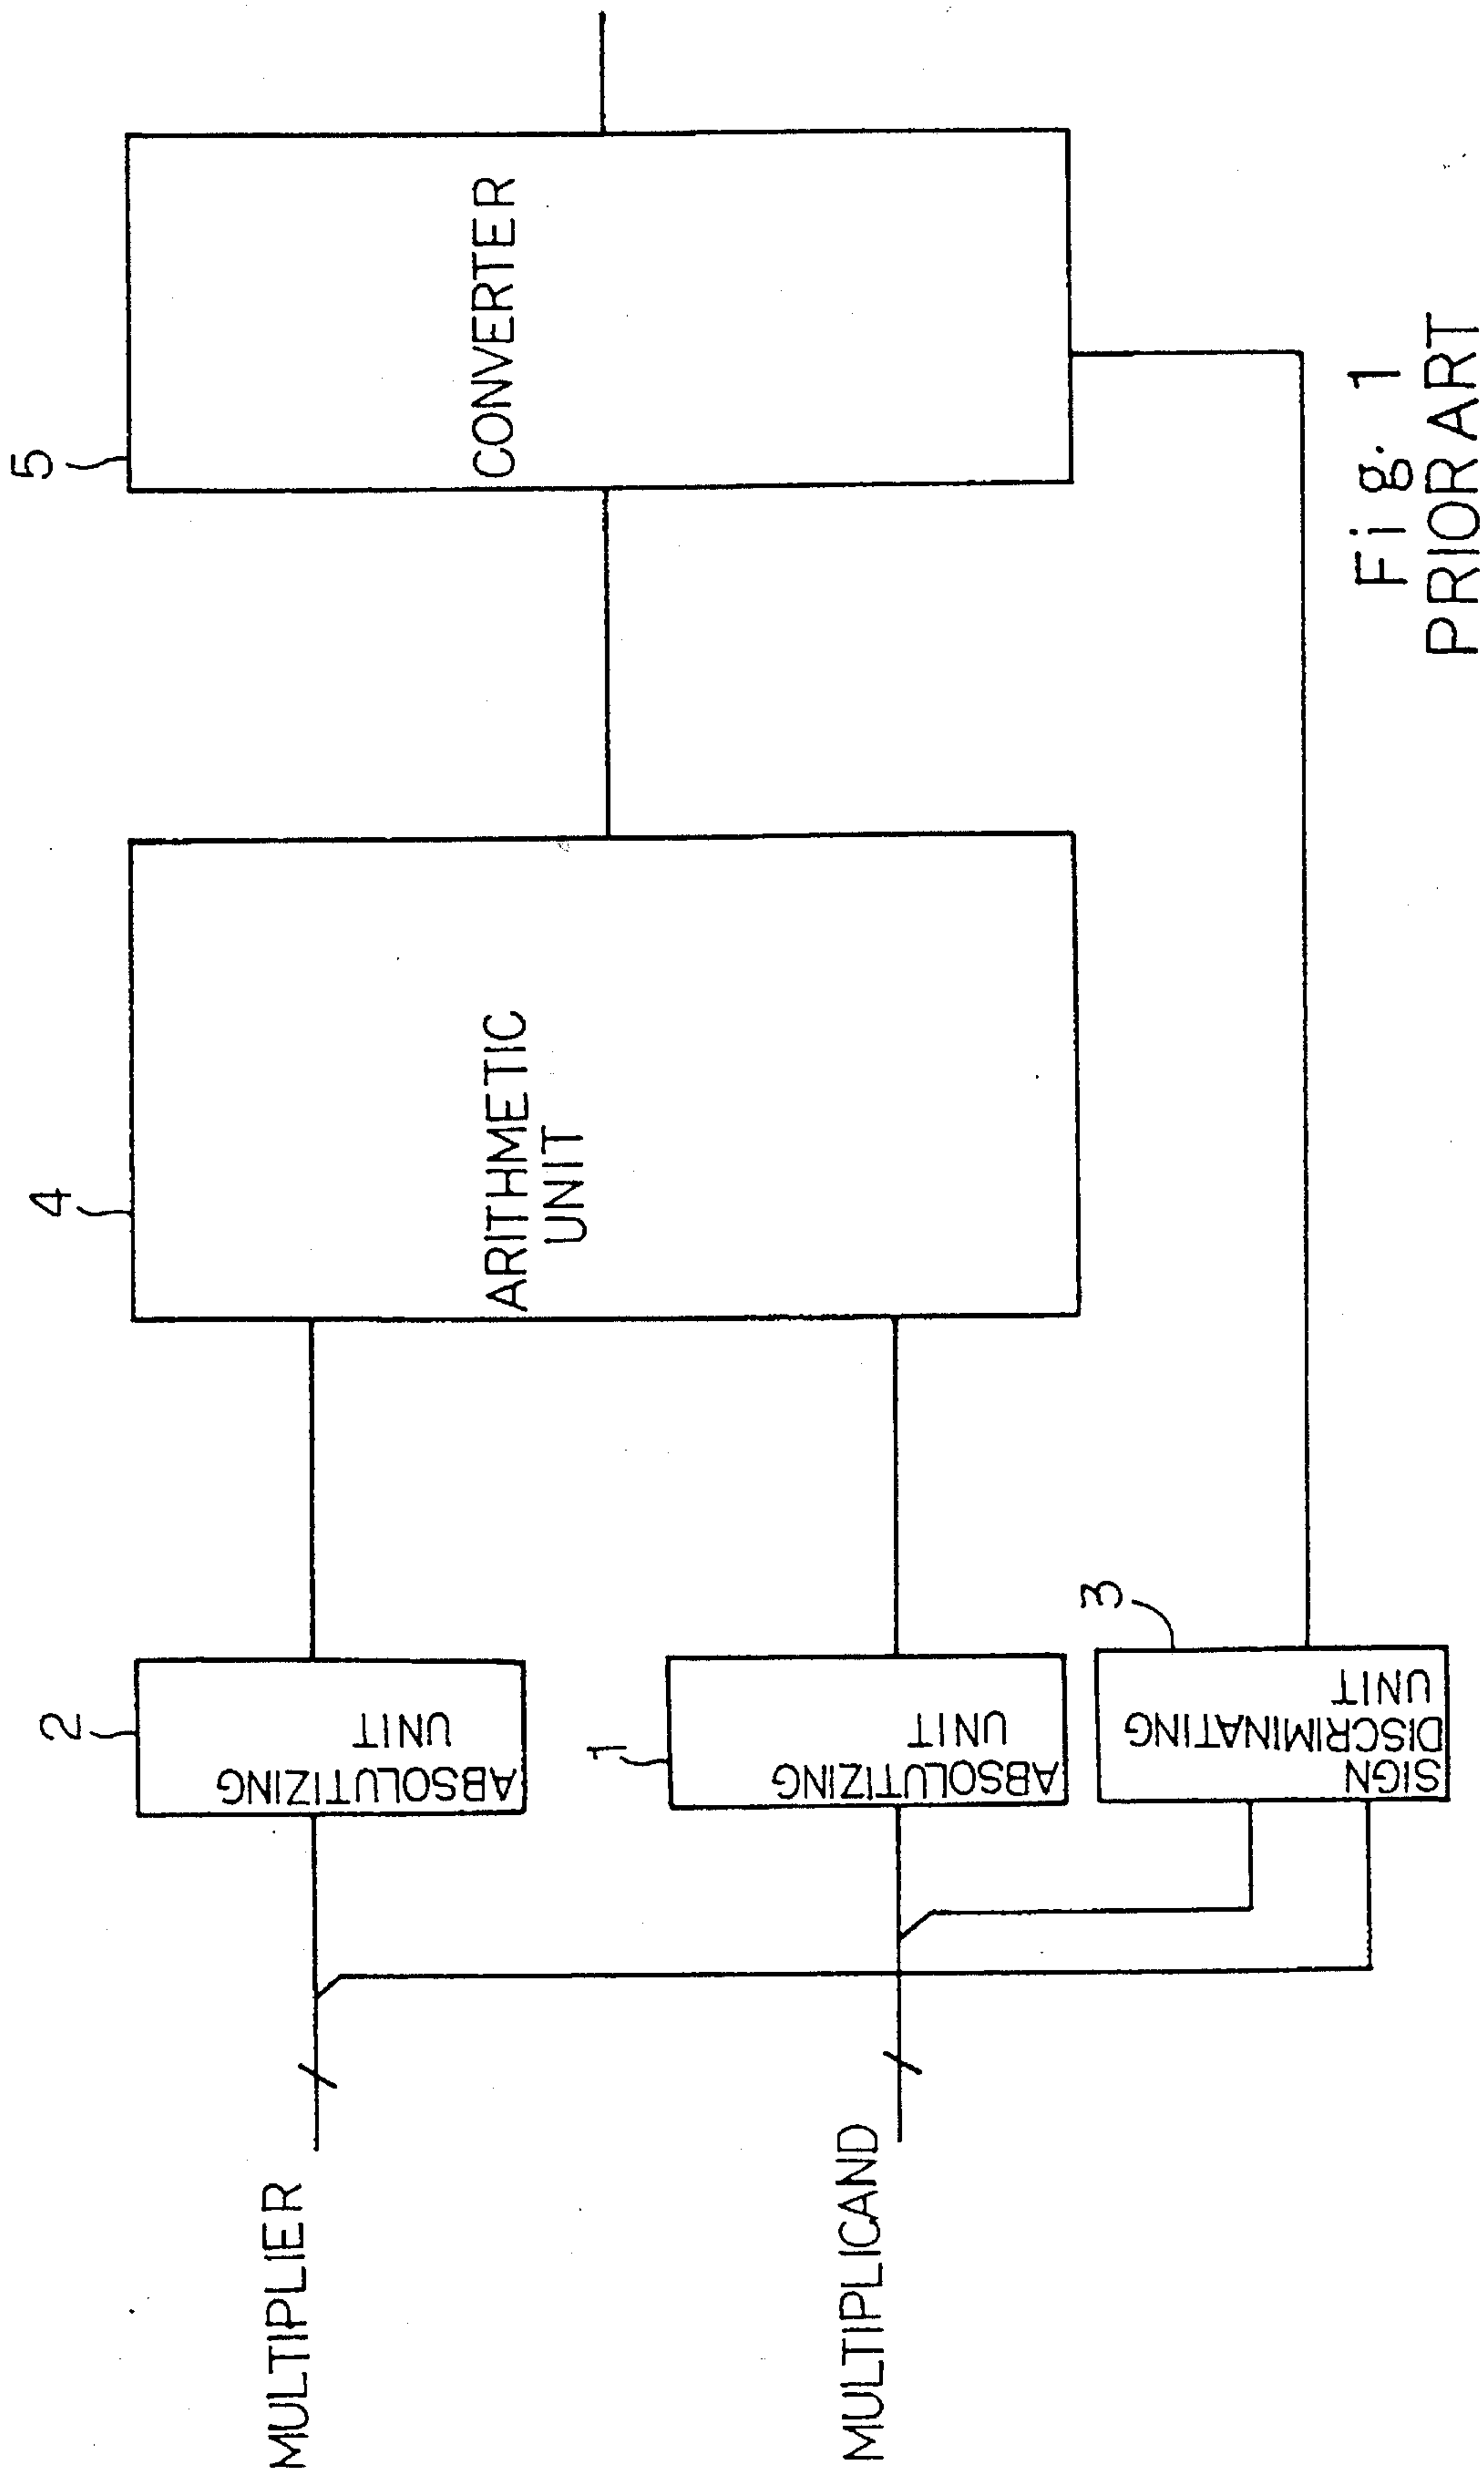 MULTIPLIER
MULTIPLICAND
2
ABSOLUTIZING
UNIT
1
ABSOLUTIZING
UNIT
3
SIGN
DISCRIMINATING
UNIT
4
ARITHMETIC
UNIT
5
CONVERTER
Fig. 1
PRIOR ART